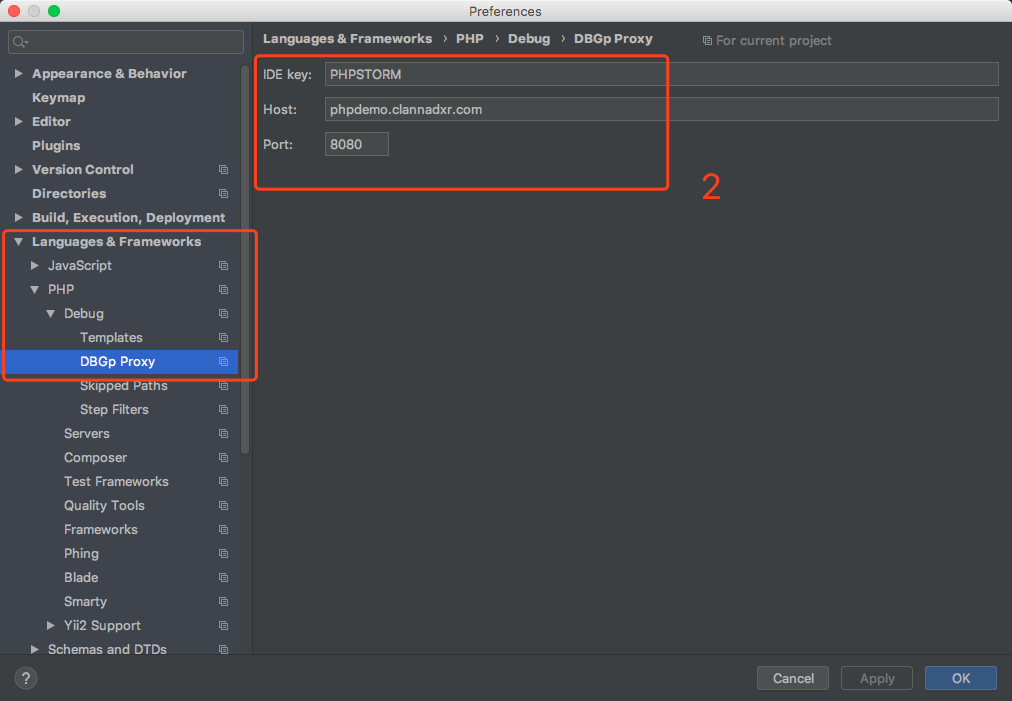 Preferences
Languages & Frameworks › PHP › Debug › DBGp Proxy
For current project
Appearance & Behavior
Keymap
Editor
Plugins
Version Control
Directories
Build, Execution, Deployment
Languages & Frameworks
JavaScript
PHP
Debug
Templates
DBGp Proxy
Skipped Paths
Step Filters
Servers
Composer
Test Frameworks
Quality Tools
Frameworks
Phing
Blade
Smarty
Yii2 Support
Schemas and DTDs
IDE key: PHPSTORM
Host: phpdemo.clannadxr.com
Port: 8080
2
?
Cancel
Apply
OK